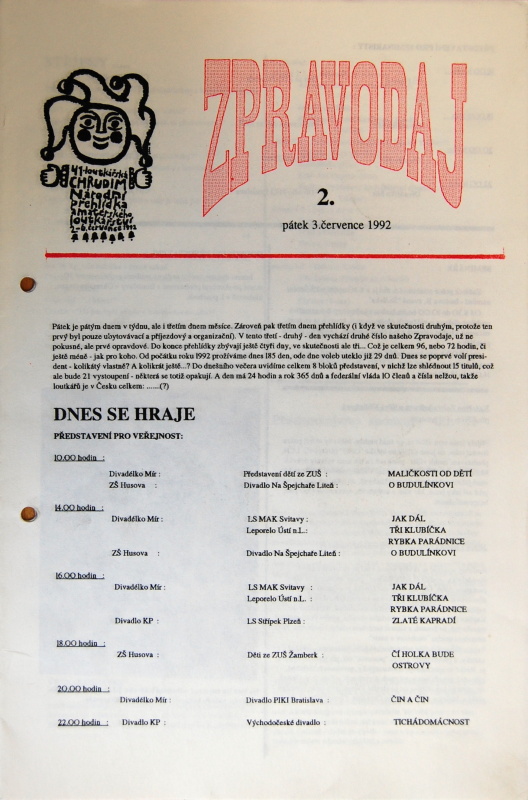 ZPRAVODAJ
2.
pátek 3.července 1992
41. loutkářská
CHRUDIM
Národní
přehlídka
amatérského
loutkářství
2.-8. července 1992
Pátek je pátým dnem v týdnu, ale i třetím dnem měsíce. Zároveň pak třetím dnem přehlídky (i když ve skutečnosti druhým, protože ten
prvý byl pouze ubytovávací a příjezdový a organizační). V tento třetí - druhý - den vychází druhé číslo našeho Zpravodaje, už ne
pokusné, ale prvé opravdové. Do konce přehlídky zbývají ještě čtyři dny, ve skutečnosti ale tři... Což je celkem 96, nebo 72 hodin, či
ještě méně - jak pro koho. Od počátku roku 1992 prožíváme dnes 185 den, ode dne voleb uteklo již 29 dnů. Dnes se poprvé volí presi-
dent - kolikátý vlastně? A kolikrát ještě...? Do dnešního večera uvidíme celkem 8 bloků představení, v nichž lze shlédnout 15 titulů, což
ale bude 21 vystoupení - některá se totiž opakují. A den má 24 hodin a rok 365 dnů a federální vláda 10 členů a čísla nelžou, takže
loutkářů je v Česku celkem: .......(?)
DNES SE HRAJE
PŘEDSTAVENÍ PRO VEŘEJNOST:
10.00 hodin :
Divadélko Mír : Představení dětí ze ZUŠ : MALIČKOSTI OD DĚTÍ
ZŠ Husova : Divadlo Na Špejchaře Liteň : O BUDULÍNKOVI
14.00 hodin :
Divadélko Mír : LS MAK Svitavy : JAK DÁL
Leporelo Ústí n.L.: TŘI KLUBÍČKA
RYBKA PARÁDNICE
ZŠ Husova : Divadlo Na Špejchaře Liteň : O BUDULÍNKOVI
16.00 hodin :
Divadélko Mír : LS MAK Svitavy : JAK DÁL
Leporelo Ústí n.L. : TŘI KLUBÍČKA
RYBKA PARÁDNICE
Divadlo KP : LS Střípek Plzeň : ZLATÉ KAPRADÍ
18.00 hodin :
ZŠ Husova : Děti ze ZUŠ Žamberk : ČÍ HOLKA BUDE
OSTROVY
20.00 hodin :
Divadélko Mír : Divadlo PIKI Bratislava : ČIN A ČIN
22.00 hodin : Divadlo KP : Východočeské divadlo : TICHÁDOMÁCNOST